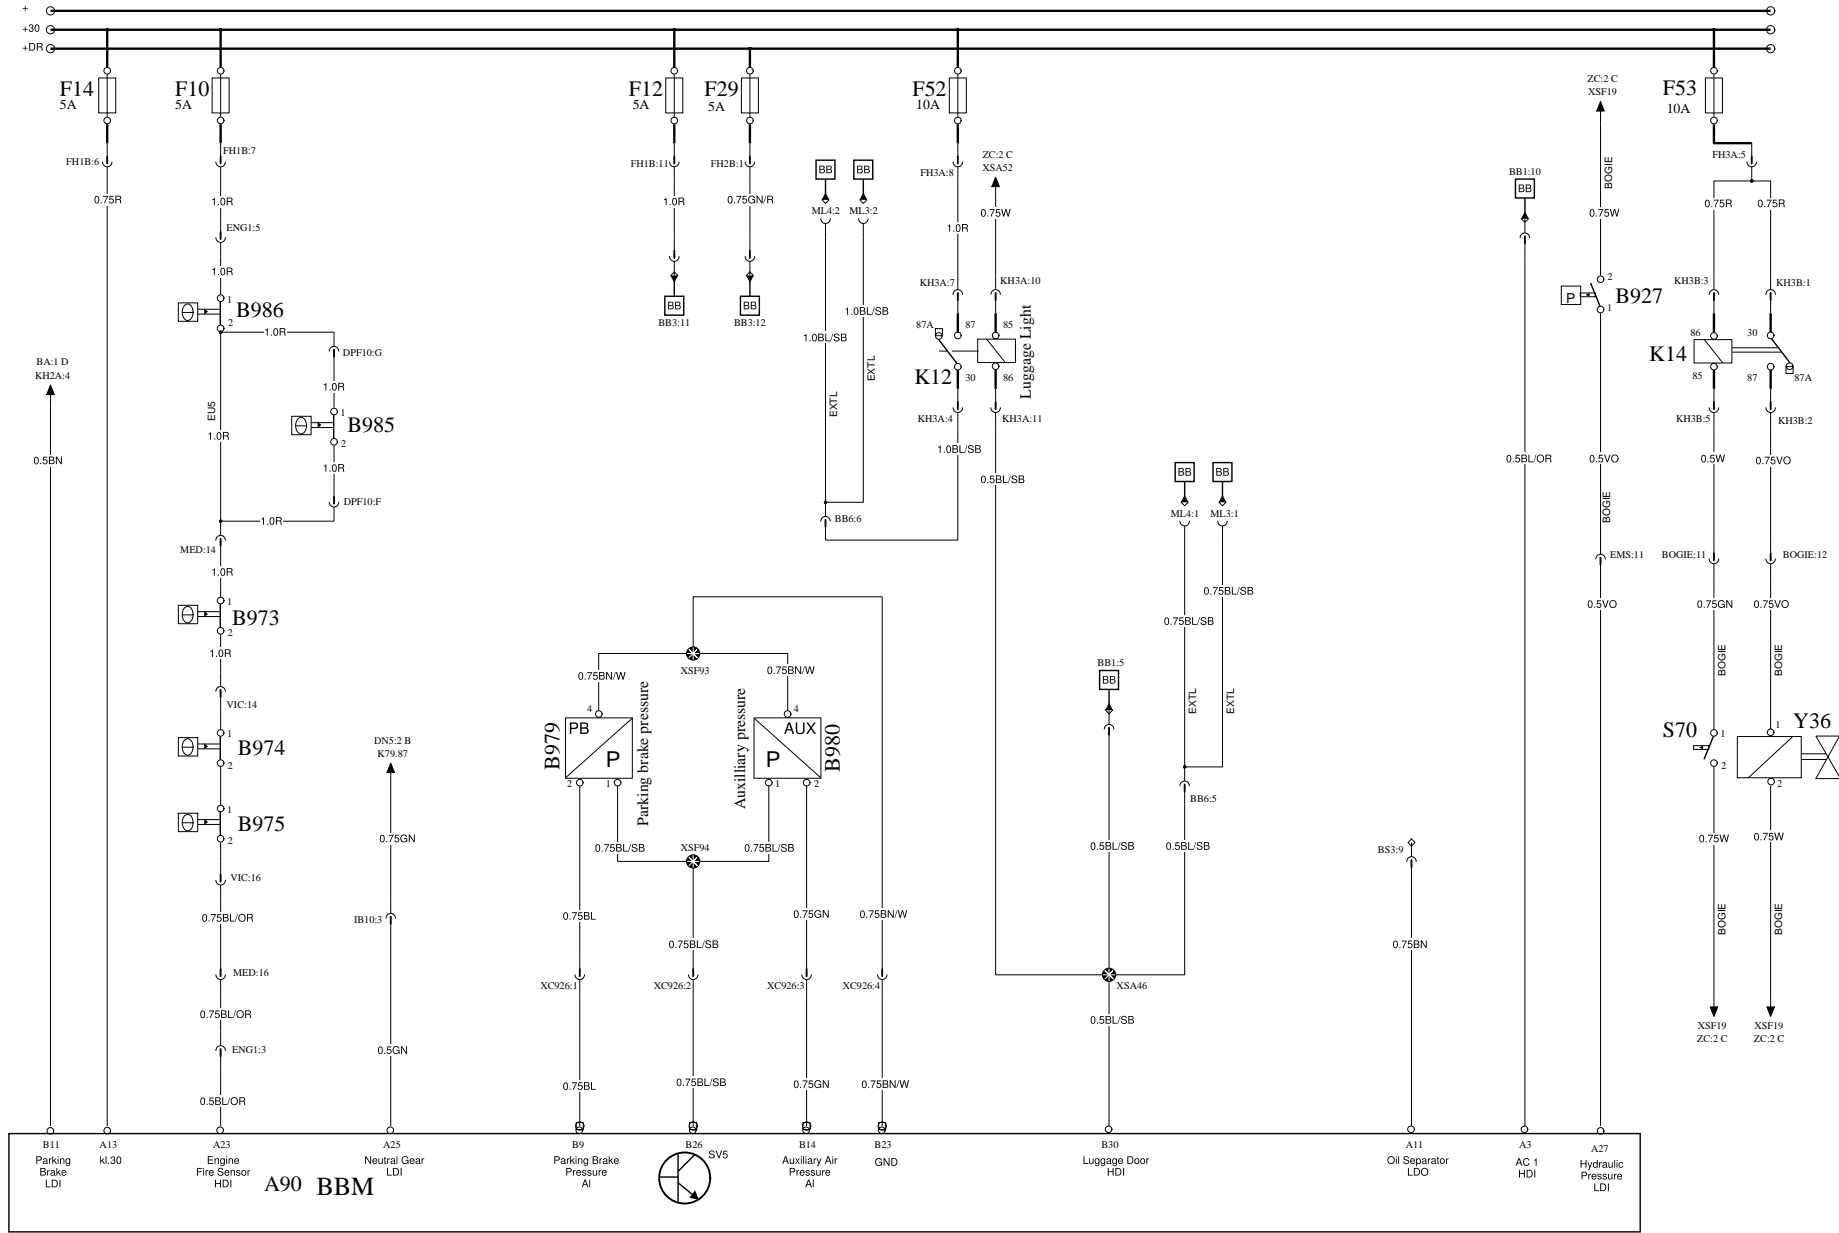 +
+30
+DR
F14
5A
F10
5A
F12
5A
F29
5A
F52
10A
F53
10A
ZC:2 C
XSF19
FH1B:6
FH1B:7
FH1B:11
FH2B:1
BB
BB
FH3A:8
ZC:2 C
XSA52
BB1:10
BB
BOGIE
FH3A:5
0.75R
1.0R
1.0R
0.75GN/R
ML4:2
ML3:2
0.75W
0.75W
0.75R
0.75R
ENG1:5
1.0R
1.0R
KH3A:7
KH3A:10
2
KH3B:3
KH3B:1
1
B986
2
BB
BB3:11
BB
BB3:12
1.0BL/SB
1.0BL/SB
P
B927
1
1.0R
87A
87
85
Luggage Light
86
30
DPF10:G
BA:1 D
KH2A:4
EXTL
EXTL
K12
30
86
K14
85
87
87A
1.0R
EU5
1
B985
2
KH3A:4
KH3A:11
KH3B:5
KH3B:2
1.0R
1.0BL/SB
0.5BN
1.0R
0.5BL/SB
BB
BB
0.5BL/OR
0.5VO
0.5W
0.75VO
DPF10:F
1.0R
BB6:6
ML4:1
ML3:1
BOGIE
MED:14
EMS:11
BOGIE:11
BOGIE:12
1.0R
1
B973
2
0.75BL/SB
0.75BL/SB
0.5VO
0.75GN
0.75VO
1.0R
XSF93
0.75BN/W
0.75BN/W
BB1:5
BB
BOGIE
BOGIE
VIC:14
EXTL
EXTL
4
PB
P
B979
2
1
Parking brake pressure
Auxilliary pressure
4
AUX
P
B980
1
2
S70
1
2
1
Y36
2
1
B974
2
DN5:2 B
K79.87
BB6:5
1
B975
2
0.75GN
0.75BL/SB
XSF94
0.75BL/SB
0.5BL/SB
0.5BL/SB
BS3:9
0.75W
0.75W
VIC:16
0.75BL/OR
IB10:3
0.75BL
0.75BL/SB
0.75GN
0.75BN/W
0.75BN
BOGIE
BOGIE
MED:16
XC926:1
XC926:2
XC926:3
XC926:4
XSA46
0.75BL/OR
0.5BL/SB
XSF19
ZC:2 C
XSF19
ZC:2 C
ENG1:3
0.5GN
0.75BL
0.75BL/SB
0.75GN
0.75BN/W
0.5BL/OR
B11
Parking
Brake
LDI
A13
kl.30
A23
Engine
Fire Sensor
HDI
A90 BBM
A25
Neutral Gear
LDI
B9
Parking Brake
Pressure
AI
B26
SV5
B14
Auxiliary Air
Pressure
AI
B23
GND
B30
Luggage Door
HDI
A11
Oil Separator
LDO
A3
AC 1
HDI
A27
Hydraulic
Pressure
LDI